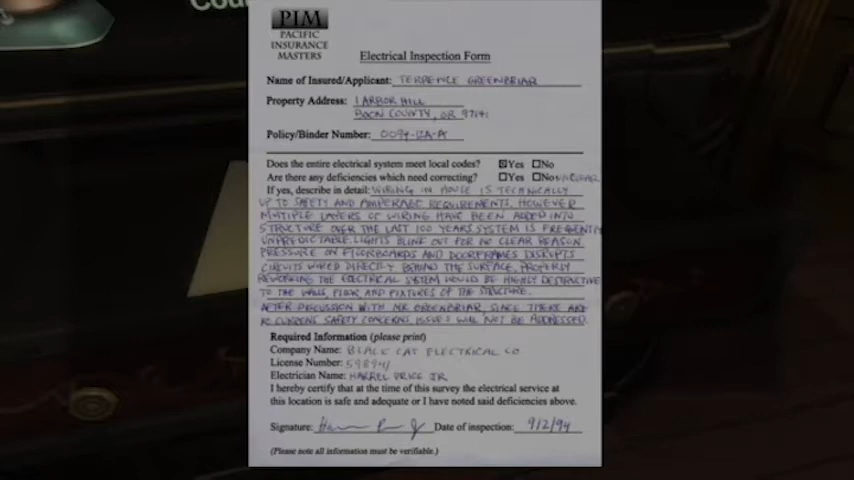 PIM
PACIFIC
INSURANCE
MASTERS
Electrical Inspection Form
Name of Insured/Applicant: TERRENCE GREENBRIAR
Property Address: 1 ARBOR HILL
BOON COUNTY, OR 97141
Policy/Binder Number:
Does the entire electrical system meet local codes? ☒Yes ☐No
Are there any deficiencies which need correcting? ☐Yes ☐No UNCLEAR
If yes, describe in detail: WIRING IN HOUSE IS TECHNICALLY
UP TO SAFETY AND AMPERAGE REQUIREMENTS. HOWEVER
MULTIPLE LAYERS OF WIRING HAVE BEEN ADDED INTO
STRUCTURE OVER THE LAST 100 YEARS. SYSTEM IS FREQUENTLY
UNPREDICTABLE. LIGHTS BLINK OUT FOR NO CLEAR REASON.
PRESSURE ON FLOORBOARDS AND DOORFRAMES DISRUPTS
CIRCUITS WIRED DIRECTLY BEHIND THE SURFACE. PROPERLY
REWORKING THE ELECTRICAL SYSTEM WOULD BE HIGHLY DESTRUCTIVE
TO THE WALLS, FLOOR, AND FIXTURES OF THE STRUCTURE.
AFTER DISCUSSION WITH MR GREENBRIAR, SINCE THERE ARE
NO CURRENT SAFETY CONCERNS ISSUES WILL NOT BE ADDRESSED.
Required Information (please print)
Company Name: BLACK CAT ELECTRICAL CO.
License Number: 598941
Electrician Name: HARREL PRICE JR
I hereby certify that at the time of this survey the electrical service at
this location is safe and adequate or I have noted said deficiencies above.
Signature: Date of inspection: 9/2/94
(Please note all information must be verifiable.)